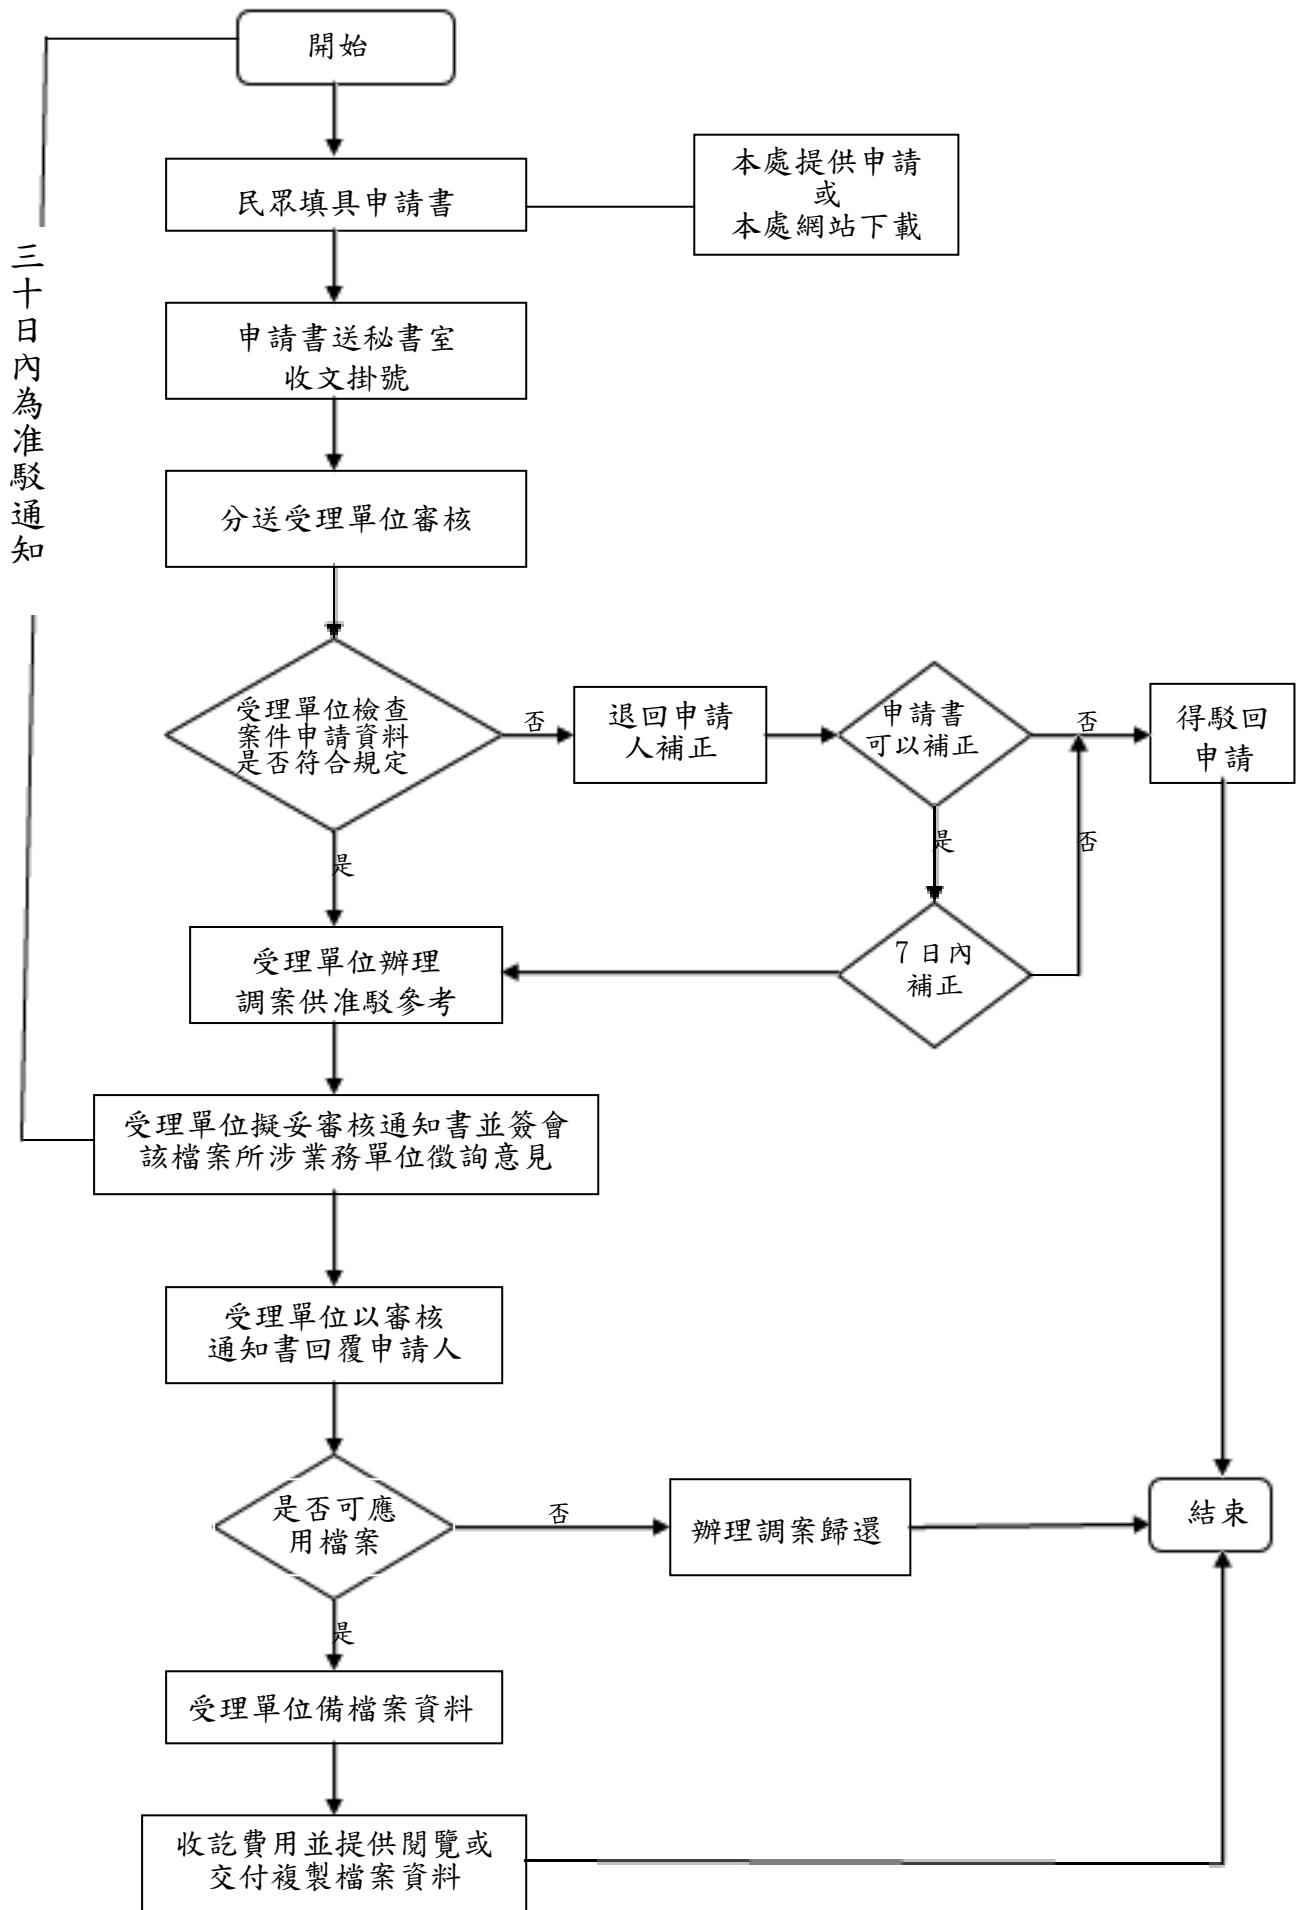 開始
民眾填具申請書
本處提供申請
或
本處網站下載
三十日內為准駁通知
申請書送秘書室
收文掛號
分送受理單位審核
受理單位檢查
案件申請資料
是否符合規定
否
退回申請
人補正
申請書
可以補正
否
得駁回
申請
是
是
否
受理單位辦理
調案供准駁參考
7 日內
補正
受理單位擬妥審核通知書並簽會
該檔案所涉業務單位徵詢意見
受理單位以審核
通知書回覆申請人
是否可應
用檔案
否
辦理調案歸還
結束
是
受理單位備檔案資料
收訖費用並提供閱覽或
交付複製檔案資料